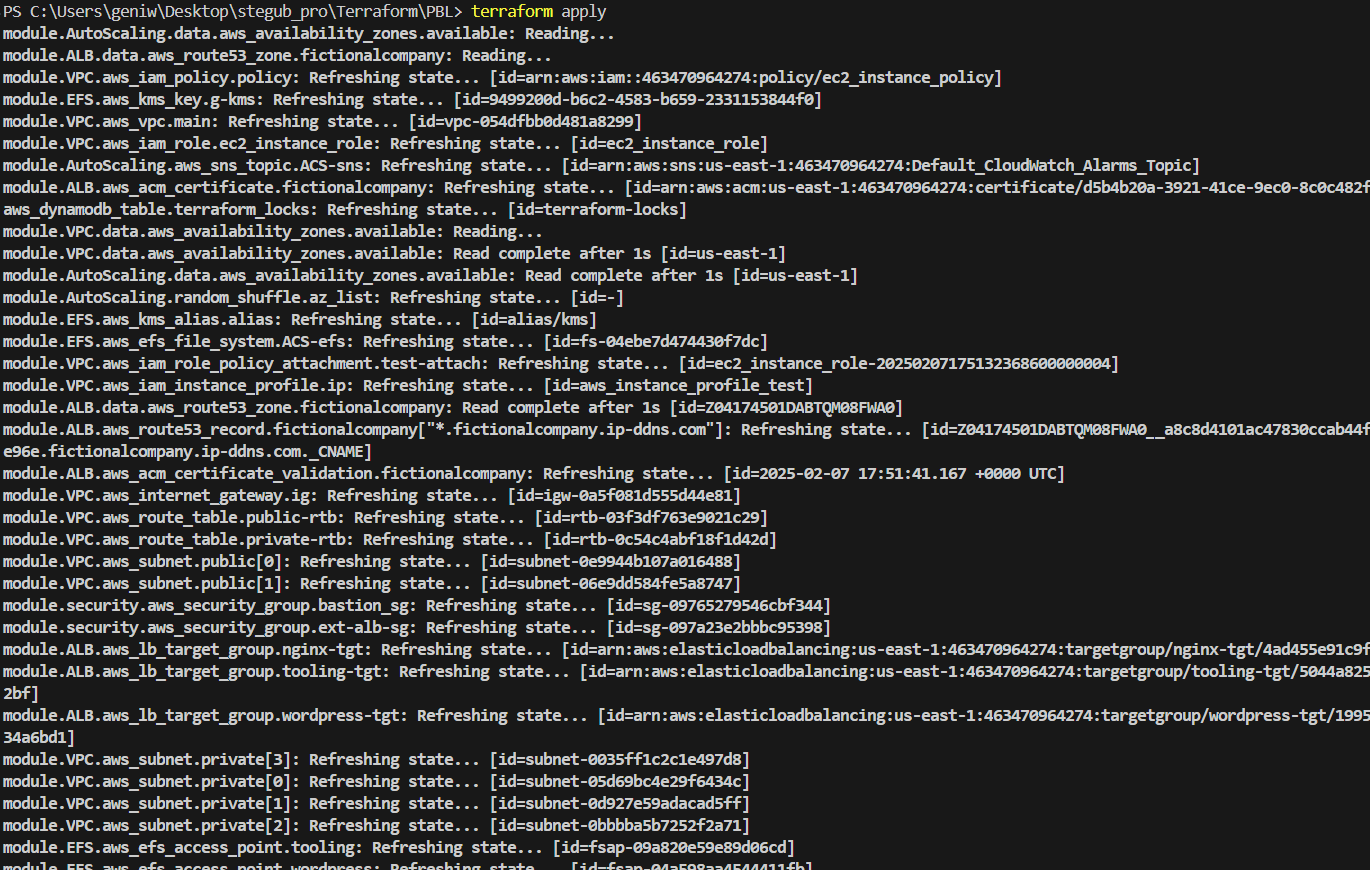 PS C:\Users\geniw\Desktop\stegub_pro\Terraform\PBL> terraform apply
module.AutoScaling.data.aws_availability_zones.available: Reading...
module.ALB.data.aws_route53_zone.fictionalcompany: Reading...
module.VPC.aws_iam_policy.policy: Refreshing state... [id=arn:aws:iam::463470964274:policy/ec2_instance_policy]
module.EFS.aws_kms_key.g-kms: Refreshing state... [id=9499200d-b6c2-4583-b659-2331153844f0]
module.VPC.aws_vpc.main: Refreshing state... [id=vpc-054dfbb0d481a8299]
module.VPC.aws_iam_role.ec2_instance_role: Refreshing state... [id=ec2_instance_role]
module.AutoScaling.aws_sns_topic.ACS-sns: Refreshing state... [id=arn:aws:sns:us-east-1:463470964274:Default_CloudWatch_Alarms_Topic]
module.ALB.aws_acm_certificate.fictionalcompany: Refreshing state... [id=arn:aws:acm:us-east-1:463470964274:certificate/d5b4b20a-3921-41ce-9ec0-8c0c482f
aws_dynamodb_table.terraform_locks: Refreshing state... [id=terraform-locks]
module.VPC.data.aws_availability_zones.available: Reading...
module.VPC.data.aws_availability_zones.available: Read complete after 1s [id=us-east-1]
module.AutoScaling.data.aws_availability_zones.available: Read complete after 1s [id=us-east-1]
module.AutoScaling.random_shuffle.az_list: Refreshing state... [id=-]
module.EFS.aws_kms_alias.alias: Refreshing state... [id=alias/kms]
module.EFS.aws_efs_file_system.ACS-efs: Refreshing state... [id=fs-04ebe7d474430f7dc]
module.VPC.aws_iam_role_policy_attachment.test-attach: Refreshing state... [id=ec2_instance_role-20250207175132368600000004]
module.VPC.aws_iam_instance_profile.ip: Refreshing state... [id=aws_instance_profile_test]
module.ALB.data.aws_route53_zone.fictionalcompany: Read complete after 1s [id=Z04174501DABTQM08FWA0]
module.ALB.aws_route53_record.fictionalcompany["*.fictionalcompany.ip-ddns.com"]: Refreshing state... [id=Z04174501DABTQM08FWA0__a8c8d4101ac47830ccab44f
e96e.fictionalcompany.ip-ddns.com._CNAME]
module.ALB.aws_acm_certificate_validation.fictionalcompany: Refreshing state... [id=2025-02-07 17:51:41.167 +0000 UTC]
module.VPC.aws_internet_gateway.ig: Refreshing state... [id=igw-0a5f081d555d44e81]
module.VPC.aws_route_table.public-rtb: Refreshing state... [id=rtb-03f3df763e9021c29]
module.VPC.aws_route_table.private-rtb: Refreshing state... [id=rtb-0c54c4abf18f1d42d]
module.VPC.aws_subnet.public[0]: Refreshing state... [id=subnet-0e9944b107a016488]
module.VPC.aws_subnet.public[1]: Refreshing state... [id=subnet-06e9dd584fe5a8747]
module.security.aws_security_group.bastion_sg: Refreshing state... [id=sg-09765279546cbf344]
module.security.aws_security_group.ext-alb-sg: Refreshing state... [id=sg-097a23e2bbbc95398]
module.ALB.aws_lb_target_group.nginx-tgt: Refreshing state... [id=arn:aws:elasticloadbalancing:us-east-1:463470964274:targetgroup/nginx-tgt/4ad455e91c9f
module.ALB.aws_lb_target_group.tooling-tgt: Refreshing state... [id=arn:aws:elasticloadbalancing:us-east-1:463470964274:targetgroup/tooling-tgt/5044a825
2bf]
module.ALB.aws_lb_target_group.wordpress-tgt: Refreshing state... [id=arn:aws:elasticloadbalancing:us-east-1:463470964274:targetgroup/wordpress-tgt/1995
34a6bd1]
module.VPC.aws_subnet.private[3]: Refreshing state... [id=subnet-0035ff1c2c1e497d8]
module.VPC.aws_subnet.private[0]: Refreshing state... [id=subnet-05d69bc4e29f6434c]
module.VPC.aws_subnet.private[1]: Refreshing state... [id=subnet-0d927e59adacad5ff]
module.VPC.aws_subnet.private[2]: Refreshing state... [id=subnet-0bbbba5b7252f2a71]
module.EFS.aws_efs_access_point.tooling: Refreshing state... [id=fsap-09a820e59e89d06cd]
module.EFS.aws_efs_access_point.wordpress: Refreshing state... [id=fsap-04a598aa4544411fb]